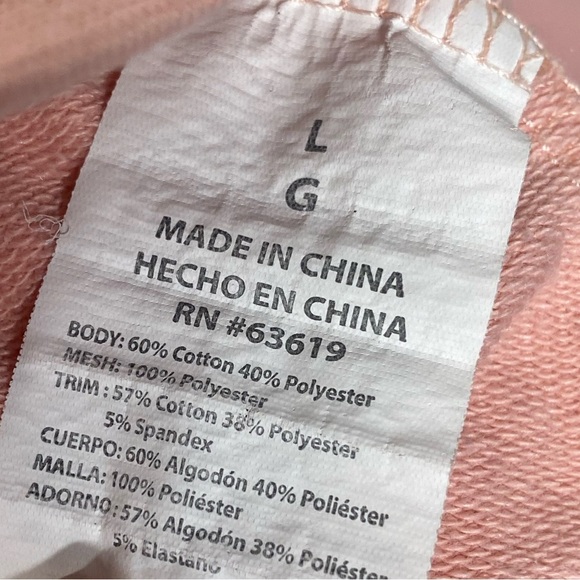 L
G
MADE IN CHINA
HECHO EN CHINA
RN #63619
BODY: 60% Cotton 40% Polyester
MESH: 100% Polyester
TRIM : 57% Cotton 38% Polyester
5% Spandex
CUERPO: 60% Algodón 40% Poliéster
MALLA: 100% Poliéster
ADORNO: 57% Algodón 38% Poliéster
5% Elastano